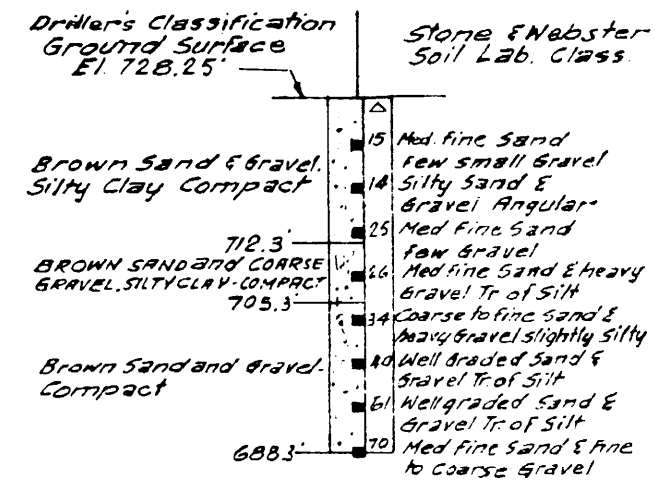 Driller's Classification
Ground Surface
El. 728.25'
Stone & Webster
Soil Lab. Class.
15 Med. Fine Sand
Few small Gravel
Brown Sand & Gravel.
Silty Clay Compact
14 Silty Sand &
Gravel Angular
25 Med Fine Sand
Few Gravel
712.3'
BROWN SAND and COARSE
GRAVEL. SILTY CLAY-COMPACT
26 Med Fine Sand & heavy
Gravel Tr. of Silt
705.3'
34 Coarse to fine Sand &
heavy Gravel slightly Silty
Brown Sand and Gravel-
Compact
40 Well Graded Sand &
Gravel Tr. of Silt
61 Well graded Sand &
Gravel Tr. of Silt
688.3'
70 Med Fine Sand & Fine
to Coarse Gravel